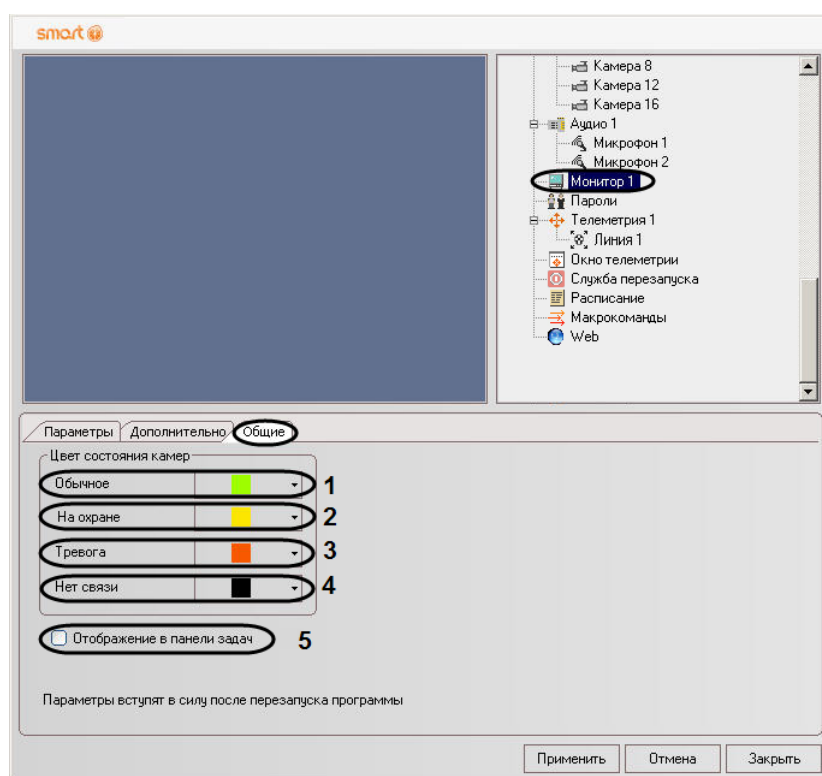 smart
Камера 8
Камера 12
Камера 16
Аудио 1
Микрофон 1
Микрофон 2
Монитор 1
Пароли
Телеметрия 1
Линия 1
Окно телеметрии
Служба перезапуска
Расписание
Макрокоманды
Web
Параметры Дополнительно Общие
Цвет состояния камер
Обычное 1
На охране 2
Тревога 3
Нет связи 4
Отображение в панели задач 5
Параметры вступят в силу после перезапуска программы
Применить Отмена Закрыть